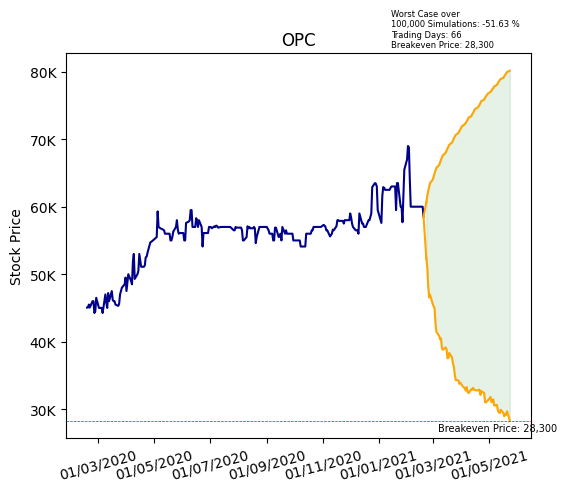 Worst Case over
100,000 Simulations: -51.63 %
Trading Days: 66
Breakeven Price: 28,300
OPC
Stock Price
80K
70K
60K
50K
40K
30K
Breakeven Price: 28,300
01/03/2020 01/05/2020 01/07/2020 01/09/2020 01/11/2020 01/01/2021 01/03/2021 01/05/2021